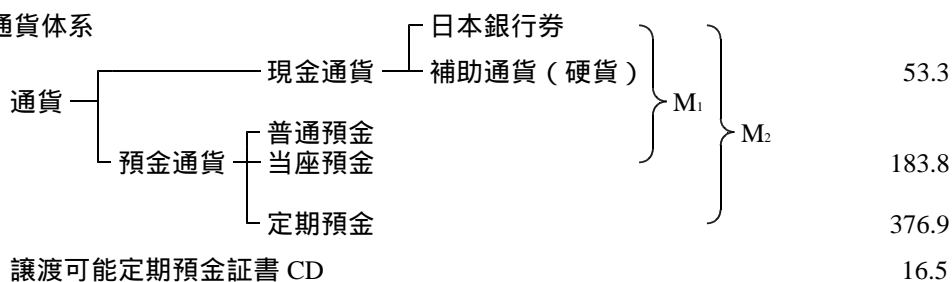 通貨体系
日本銀行券
現金通貨 補助通貨（硬貨） 53.3
通貨 M1
普通預金 M2
預金通貨 当座預金 183.8
定期預金 376.9
譲渡可能定期預金証書 CD 16.5